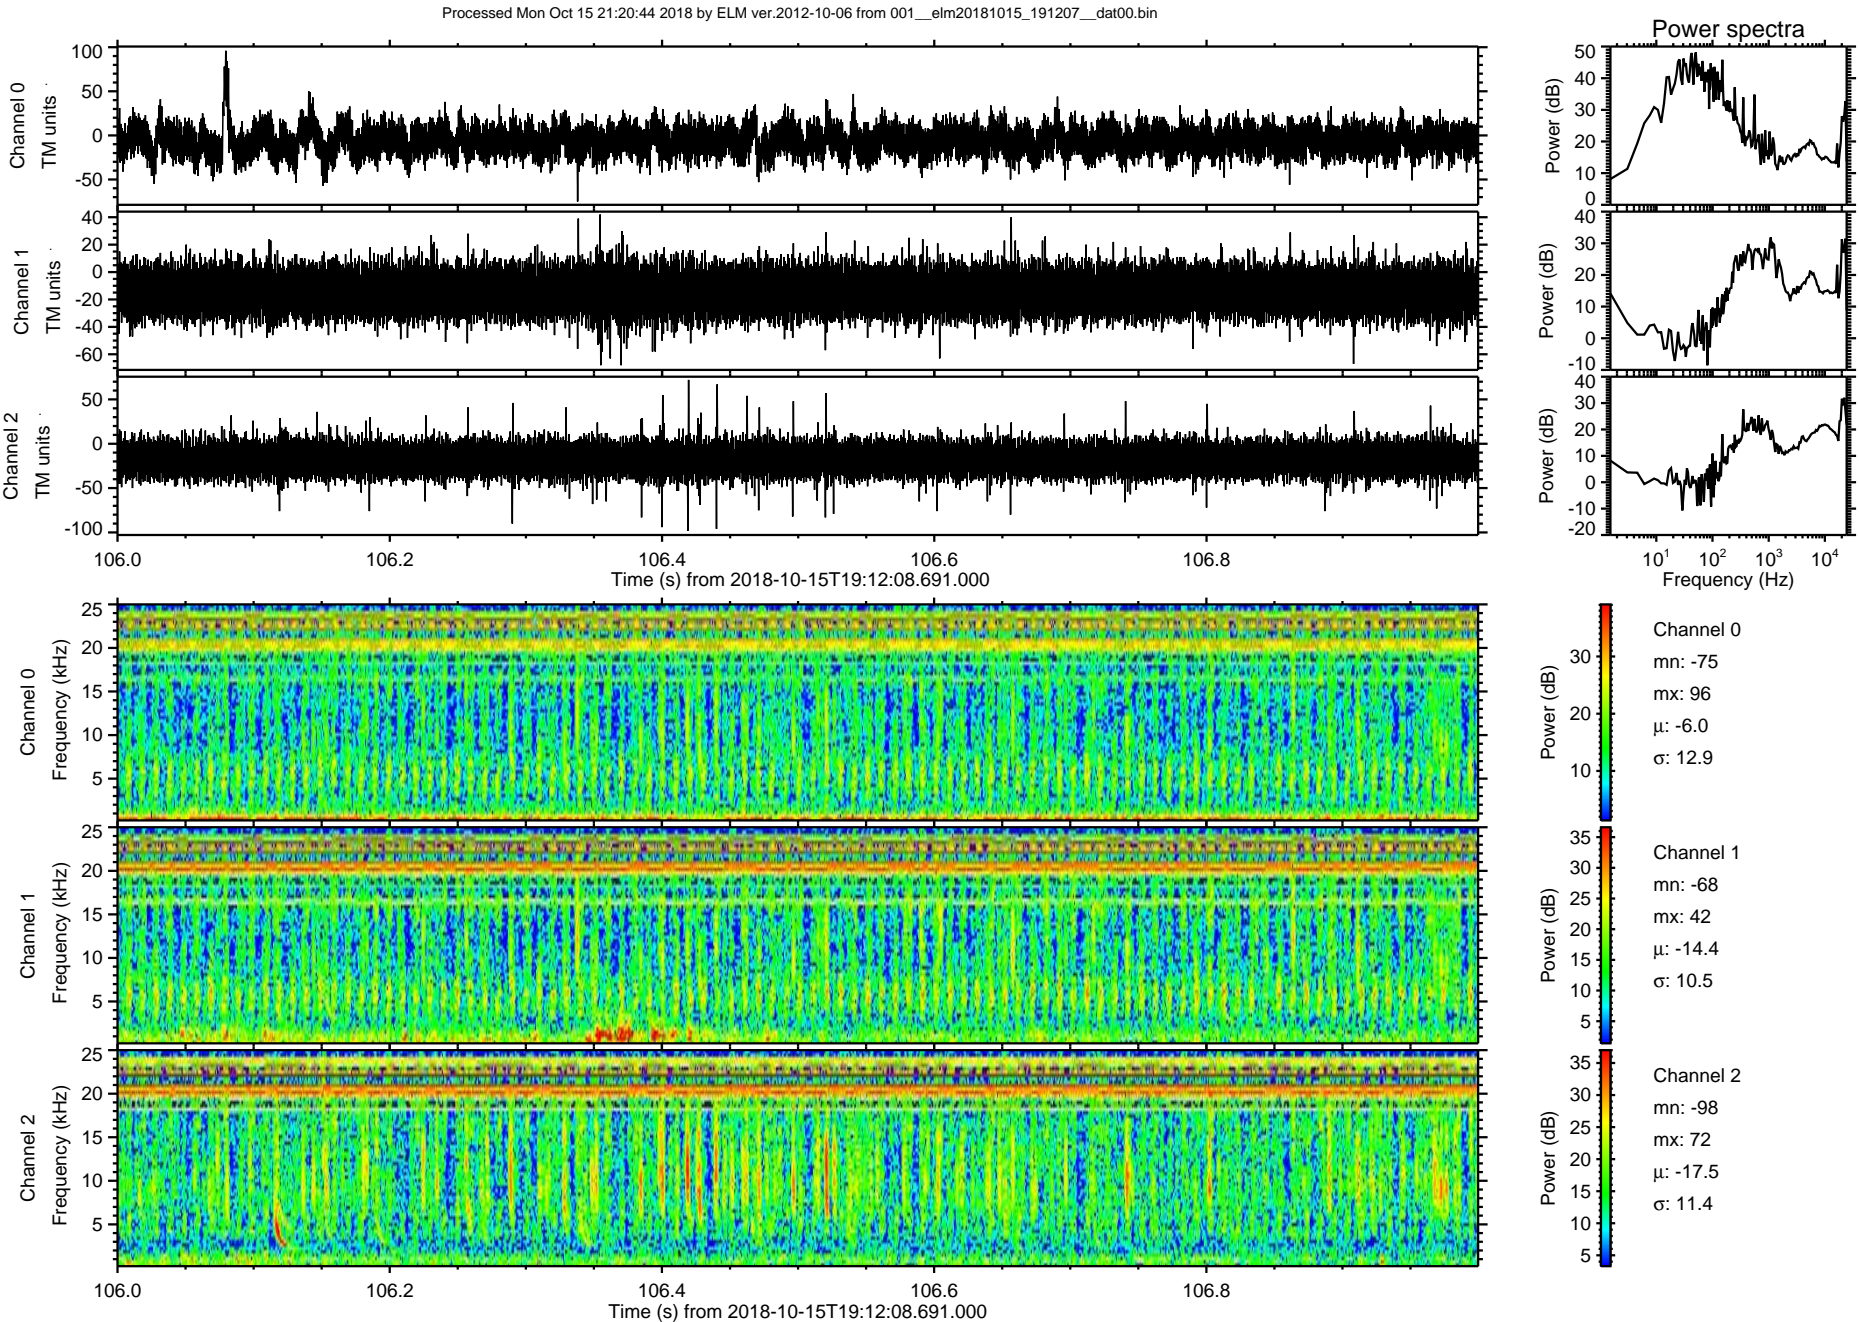 Processed Mon Oct 15 21:20:44 2018 by ELM ver.2012-10-06 from 001__elm20181015_191207__dat00.bin
Power spectra
Channel 0
TM units
100
50
0
-50
Power (dB)
50
40
30
20
10
0
Channel 1
TM units
40
20
0
-20
-40
-60
Power (dB)
40
30
20
10
0
-10
Channel 2
TM units
50
0
-50
-100
Power (dB)
40
30
20
10
0
-10
-20
106.0 106.2 106.4 106.6 106.8
Time (s) from 2018-10-15T19:12:08.691.000
10¹ 10² 10³ 10⁴
Frequency (Hz)
Channel 0
Frequency (kHz)
25
20
15
10
5
Power (dB)
30
20
10
Channel 0
mn: -75
mx: 96
μ: -6.0
σ: 12.9
Channel 1
Frequency (kHz)
25
20
15
10
5
Power (dB)
35
30
25
20
15
10
5
Channel 1
mn: -68
mx: 42
μ: -14.4
σ: 10.5
Channel 2
Frequency (kHz)
25
20
15
10
5
Power (dB)
35
30
25
20
15
10
5
Channel 2
mn: -98
mx: 72
μ: -17.5
σ: 11.4
106.0 106.2 106.4 106.6 106.8
Time (s) from 2018-10-15T19:12:08.691.000